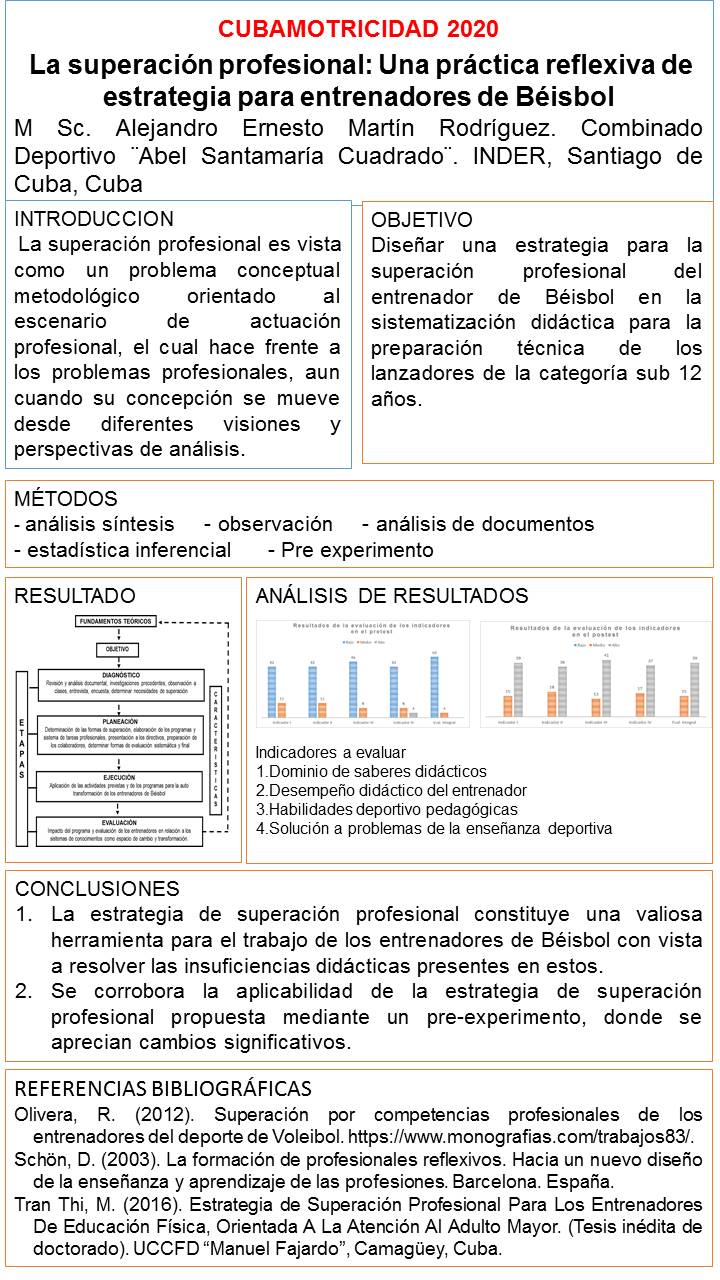 CUBAMOTRICIDAD 2020
La superación profesional: Una práctica reflexiva de
estrategia para entrenadores de Béisbol
M Sc. Alejandro Ernesto Martín Rodríguez. Combinado
Deportivo ¨Abel Santamaría Cuadrado¨. INDER, Santiago de
Cuba, Cuba
INTRODUCCION
La superación profesional es vista
como un problema conceptual
metodológico orientado al
escenario de actuación
profesional, el cual hace frente a
los problemas profesionales, aun
cuando su concepción se mueve
desde diferentes visiones y
perspectivas de análisis.
OBJETIVO
Diseñar una estrategia para la
superación profesional del
entrenador de Béisbol en la
sistematización didáctica para la
preparación técnica de los
lanzadores de la categoría sub 12
años.
MÉTODOS
- análisis síntesis - observación - análisis de documentos
- estadística inferencial - Pre experimento
RESULTADO
FUNDAMENTOS TEÓRICOS
OBJETIVO
ETAPAS
CARACTERISTICAS
DIAGNÓSTICO
Revisión y análisis documental, investigaciones precedentes, observación a
clases, entrevista, encuesta, determinar necesidades de superación
PLANEACIÓN
Determinación de las formas de superación, elaboración de los programas y
sistema de tareas profesionales, presentación a los directivos, preparación de
los colaboradores, determinar formas de evaluación sistemática y final
EJECUCIÓN
Aplicación de las actividades previstas y de los programas para la auto
transformación de los entrenadores de Béisbol
EVALUACIÓN
Impacto del programa y evaluación de los entrenadores en relación a los
sistemas de conocimientos como espacio de cambio y transformación.
ANÁLISIS DE RESULTADOS
Resultados de la evaluación de los indicadores
en el pretest
Bajo Medio Alto
Indicador I Indicador II Indicador III Indicador IV Eval. Integral
Resultados de la evaluación de los indicadores
en el postest
Bajo Medio Alto
Indicador I Indicador II Indicador III Indicador IV Eval. Integral
Indicadores a evaluar
1.Dominio de saberes didácticos
2.Desempeño didáctico del entrenador
3.Habilidades deportivo pedagógicas
4.Solución a problemas de la enseñanza deportiva
CONCLUSIONES
1. La estrategia de superación profesional constituye una valiosa
herramienta para el trabajo de los entrenadores de Béisbol con vista
a resolver las insuficiencias didácticas presentes en estos.
2. Se corrobora la aplicabilidad de la estrategia de superación
profesional propuesta mediante un pre-experimento, donde se
aprecian cambios significativos.
REFERENCIAS BIBLIOGRÁFICAS
Olivera, R. (2012). Superación por competencias profesionales de los
entrenadores del deporte de Voleibol. https://www.monografias.com/trabajos83/.
Schön, D. (2003). La formación de profesionales reflexivos. Hacia un nuevo diseño
de la enseñanza y aprendizaje de las profesiones. Barcelona. España.
Tran Thi, M. (2016). Estrategia de Superación Profesional Para Los Entrenadores
De Educación Física, Orientada A La Atención Al Adulto Mayor. (Tesis inédita de
doctorado). UCCFD “Manuel Fajardo”, Camagüey, Cuba.